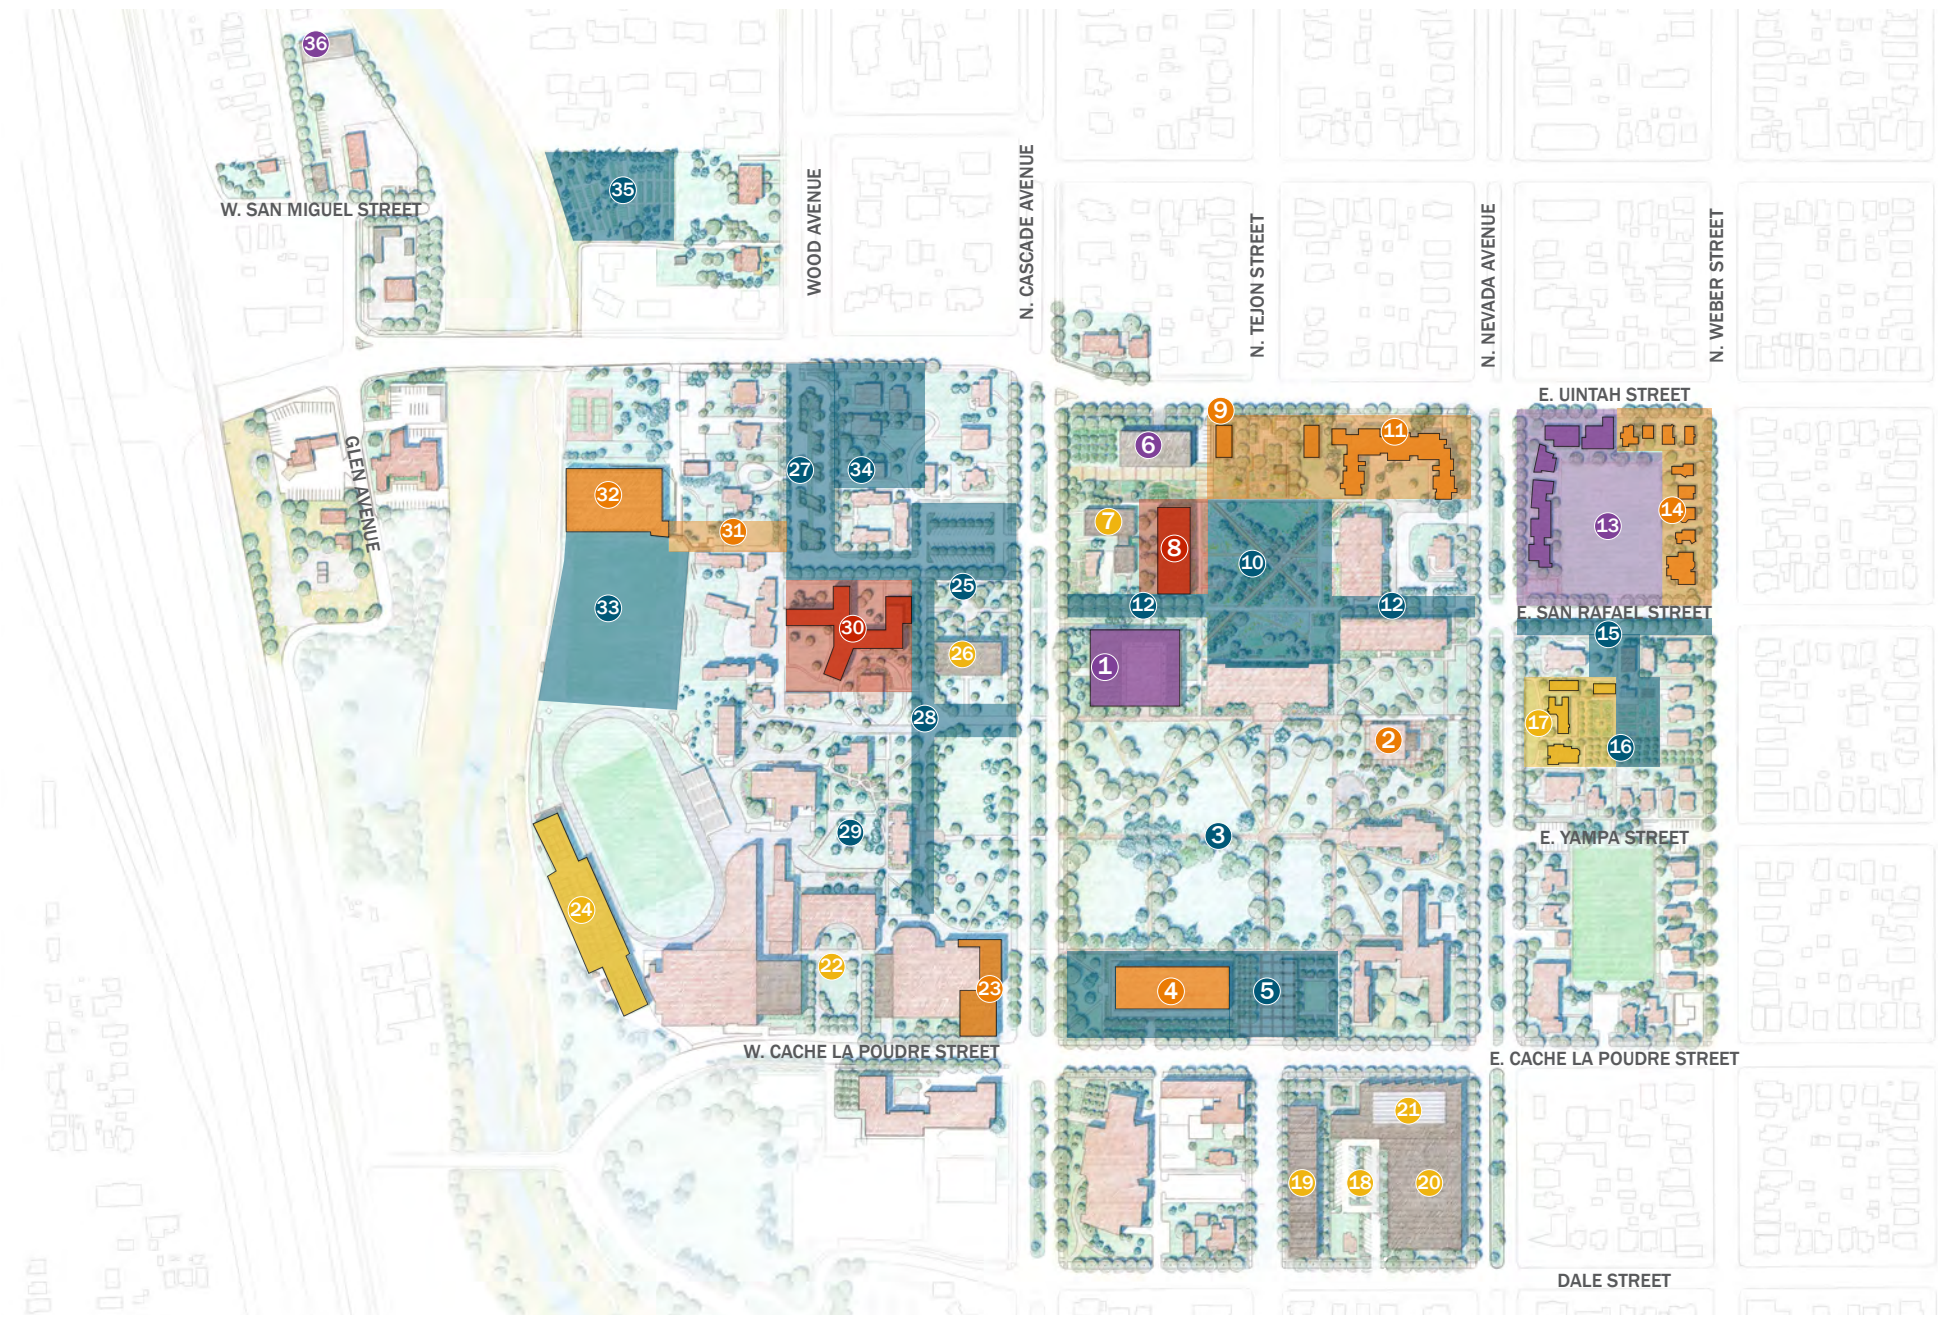 36
35
W. SAN MIGUEL STREET
WOOD AVENUE
N. CASCADE AVENUE
N. TEJON STREET
N. NEVADA AVENUE
N. WEBER STREET
E. UINTAH STREET
GLEN AVENUE
9
11
6
27
34
32
31
7
8
10
13
14
33
25
12
12
E. SAN RAFAEL STREET
15
30
26
1
28
2
17
16
29
3
E. YAMPA STREET
24
22
23
4
5
W. CACHE LA POUDRE STREET
E. CACHE LA POUDRE STREET
21
19
18
20
DALE STREET